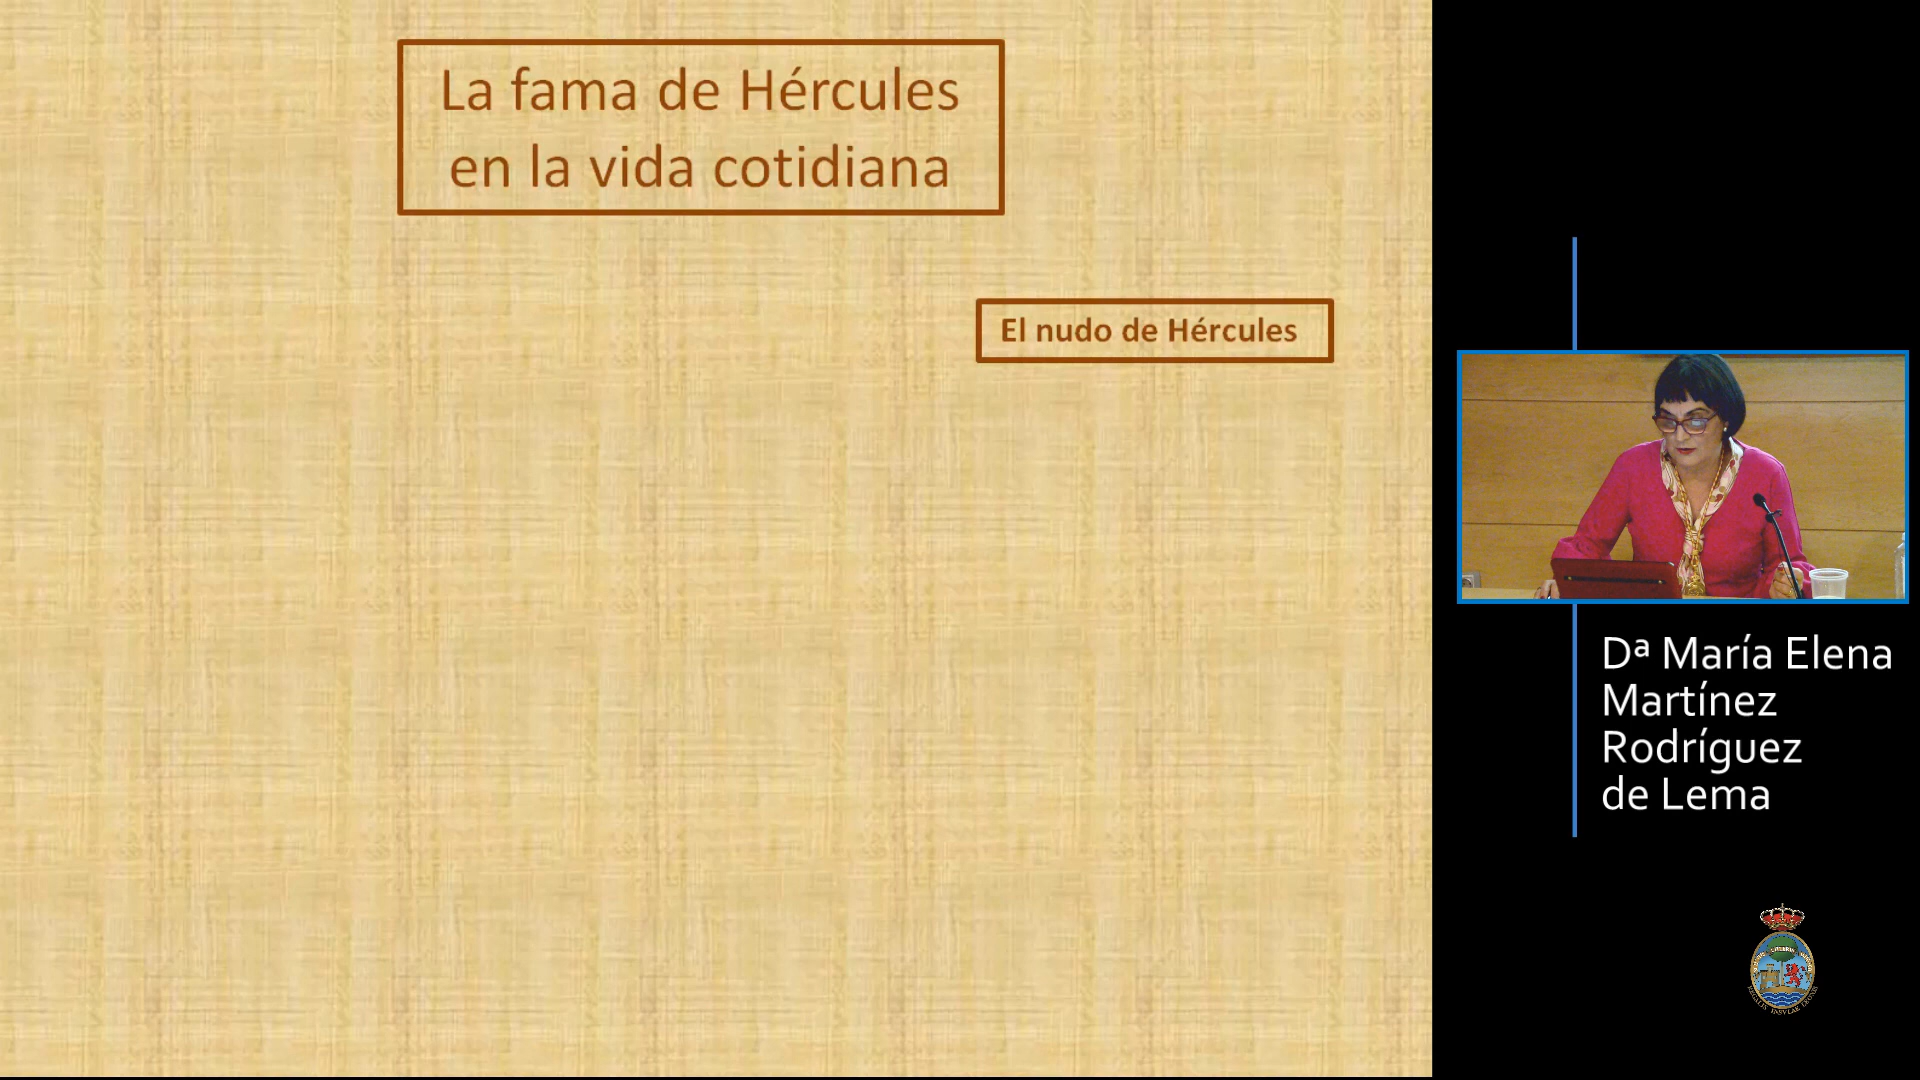 La fama de Hércules
en la vida cotidiana
El nudo de Hércules
Dª María Elena
Martínez
Rodríguez
de Lema